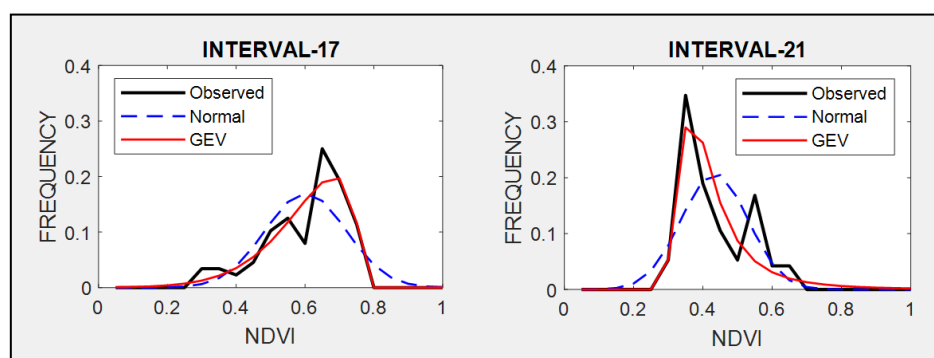 INTERVAL-17
0.4
0.3
0.2
0.1
0
FREQUENCY
Observed
Normal
GEV
0 0.2 0.4 0.6 0.8 1
NDVI
INTERVAL-21
0.4
0.3
0.2
0.1
0
FREQUENCY
Observed
Normal
GEV
0 0.2 0.4 0.6 0.8 1
NDVI